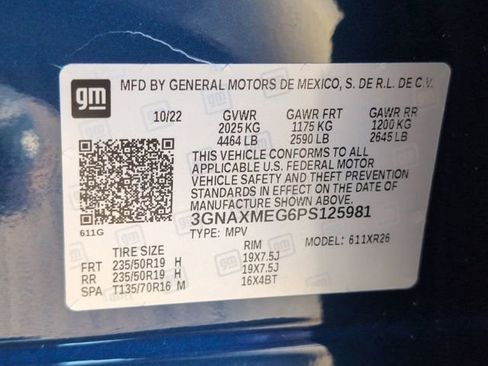 gm
MFD BY GENERAL MOTORS DE MEXICO, S. DE R.L. DE C.V.
10/22 GVWR GAWR FRT GAWR RR
2025 KG 1175 KG 1200 KG
4464 LB 2590 LB 2645 LB
THIS VEHICLE CONFORMS TO ALL
APPLICABLE U.S. FEDERAL MOTOR
VEHICLE SAFETY AND THEFT PREVENTION
STANDARDS IN EFFECT ON THE DATE OF
MANUFACTURE SHOWN ABOVE.
3GNAXMEG6PS125981
611G
TYPE: MPV MODEL: 611XR26
TIRE SIZE RIM
FRT 235/50R19 H 19X7.5J
RR 235/50R19 H 19X7.5J
SPA T135/70R16 M 16X4BT